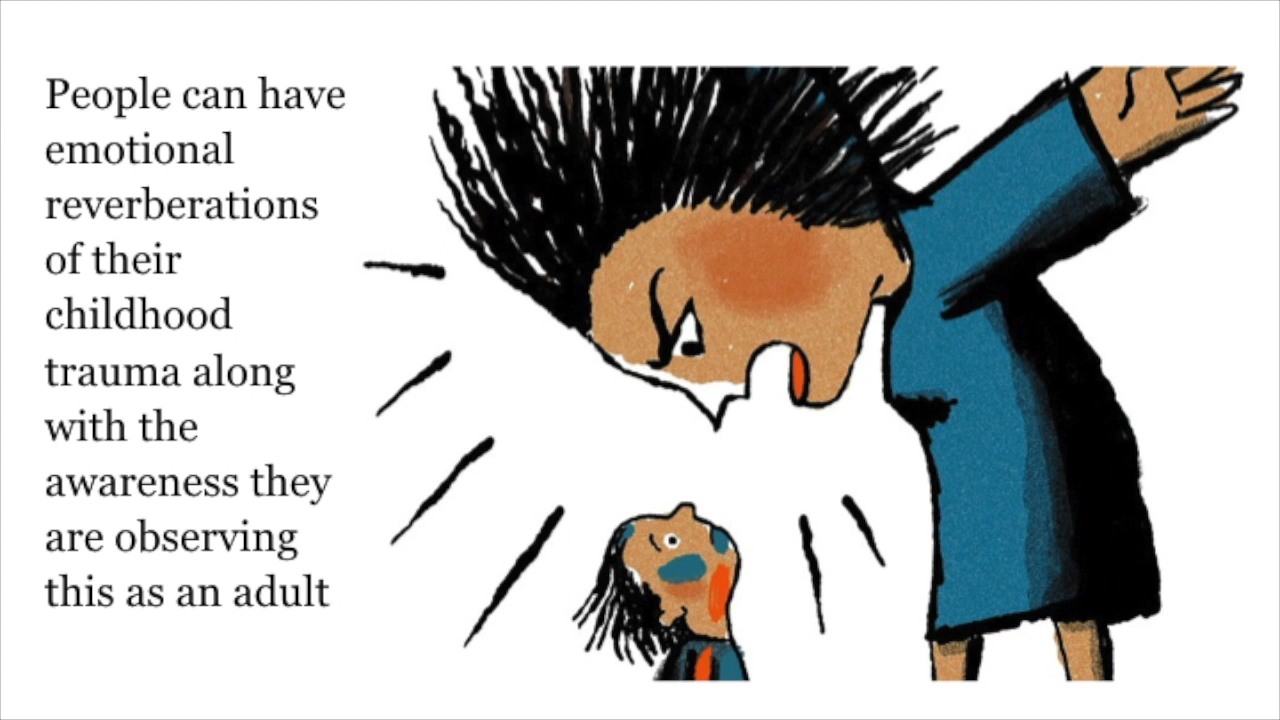 People can have
emotional
reverberations
of their
childhood
trauma along
with the
awareness they
are observing
this as an adult